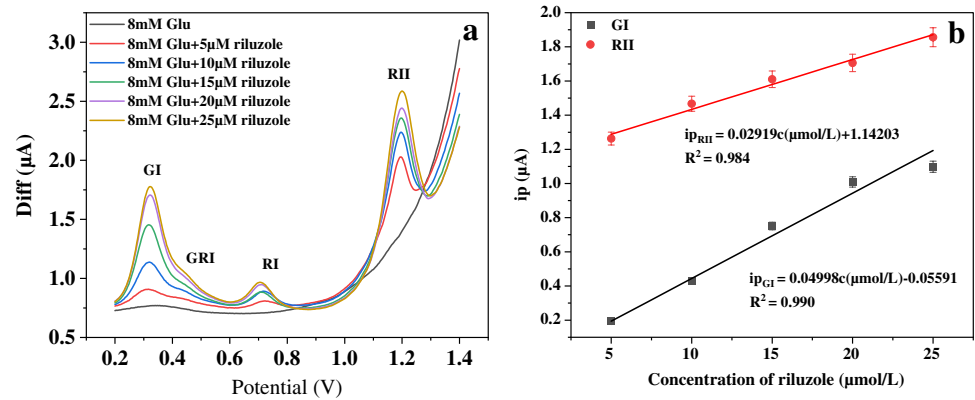 a
8mM Glu
8mM Glu+5μM riluzole
8mM Glu+10μM riluzole
8mM Glu+15μM riluzole
8mM Glu+20μM riluzole
8mM Glu+25μM riluzole
RII
GI
GRI
RI
Diff (μA)
3.0
2.5
2.0
1.5
1.0
0.5
0.2 0.4 0.6 0.8 1.0 1.2 1.4
Potential (V)
b
GI
RII
ip_RII = 0.02919c(μmol/L)+1.14203
R² = 0.984
ip_GI = 0.04998c(μmol/L)-0.05591
R² = 0.990
ip (μA)
2.0
1.8
1.6
1.4
1.2
1.0
0.8
0.6
0.4
0.2
5 10 15 20 25
Concentration of riluzole (μmol/L)